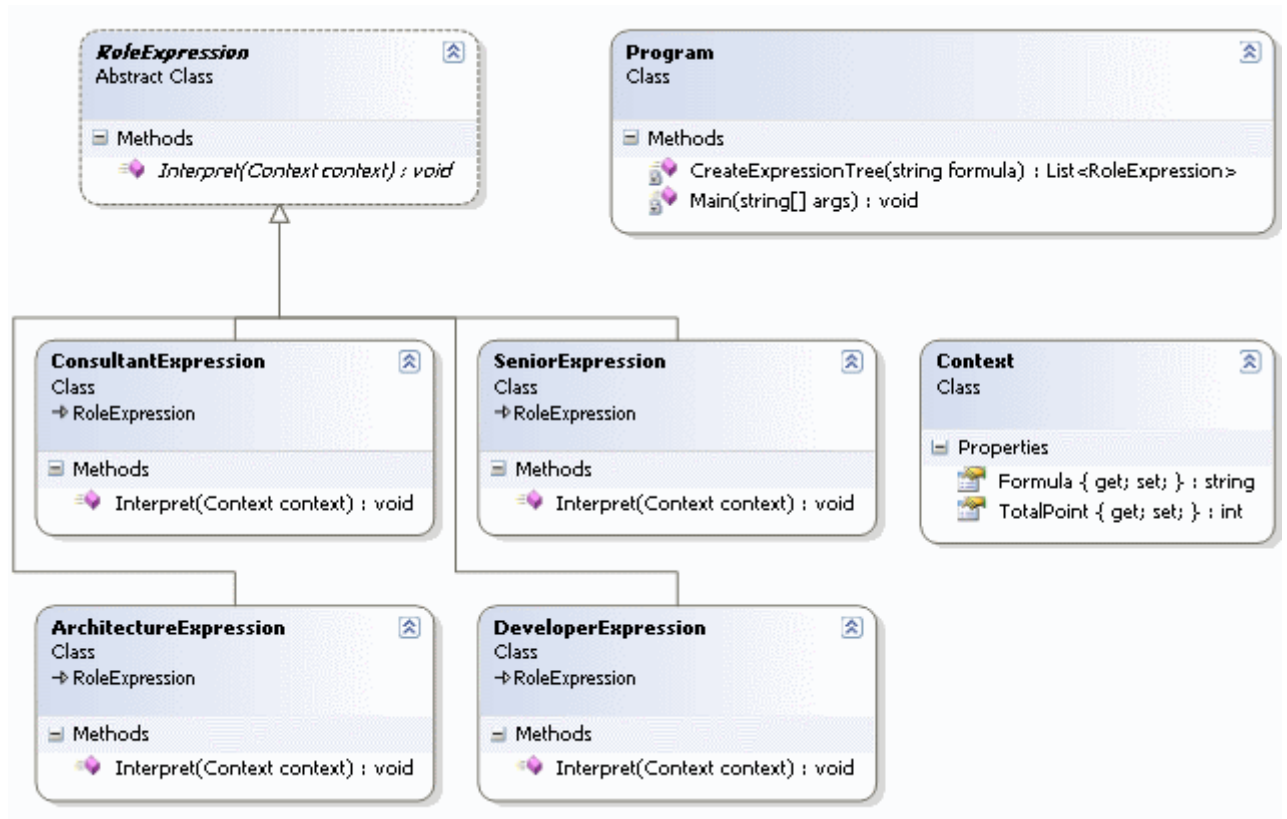 RoleExpression
Abstract Class
Methods
Interpret(Context context) : void
Program
Class
Methods
CreateExpressionTree(string formula) : List<RoleExpression>
Main(string[] args) : void
ConsultantExpression
Class
RoleExpression
Methods
Interpret(Context context) : void
SeniorExpression
Class
RoleExpression
Methods
Interpret(Context context) : void
Context
Class
Properties
Formula { get; set; } : string
TotalPoint { get; set; } : int
ArchitectureExpression
Class
RoleExpression
Methods
Interpret(Context context) : void
DeveloperExpression
Class
RoleExpression
Methods
Interpret(Context context) : void